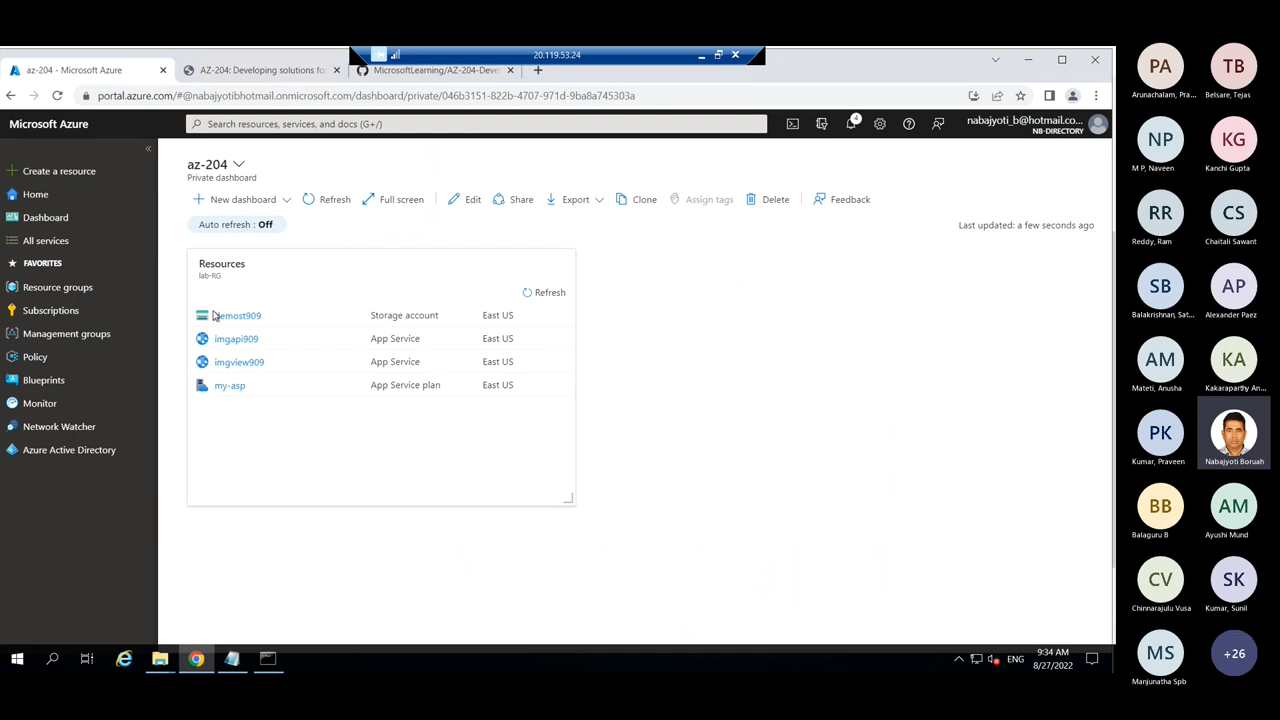 20.119.53.24
az-204 - Microsoft Azure
AZ-204: Developing solutions for
MicrosoftLearning/AZ-204-Deve
portal.azure.com/#@nabajyotibhotmail.onmicrosoft.com/dashboard/private/046b3151-822b-4707-971d-9ba8a745303a
Microsoft Azure
Search resources, services, and docs (G+/)
4
nabajyoti_b@hotmail.co...
NB-DIRECTORY
Create a resource
Home
Dashboard
All services
FAVORITES
Resource groups
Subscriptions
Management groups
Policy
Blueprints
Monitor
Network Watcher
Azure Active Directory
az-204
Private dashboard
New dashboard
Refresh
Full screen
Edit
Share
Export
Clone
Assign tags
Delete
Feedback
Auto refresh : Off
Last updated: a few seconds ago
Resources
lab-RG
Refresh
emost909 Storage account East US
imgapi909 App Service East US
imgview909 App Service East US
my-asp App Service plan East US
ENG
9:34 AM
8/27/2022
PA
Arunachalam, Pra...
TB
Belsare, Tejas
NP
M P, Naveen
KG
Kanchi Gupta
RR
Reddy, Ram
CS
Chaitali Sawant
SB
Balakrishnan, Sat...
AP
Alexander Paez
AM
Mateti, Anusha
KA
Kakaraparthy An...
PK
Kumar, Praveen
Nabajyoti Boruah
BB
Balaguru B
AM
Ayushi Mund
CV
Chinnarajulu Vusa
SK
Kumar, Sunil
MS
Manjunatha Spb
+26